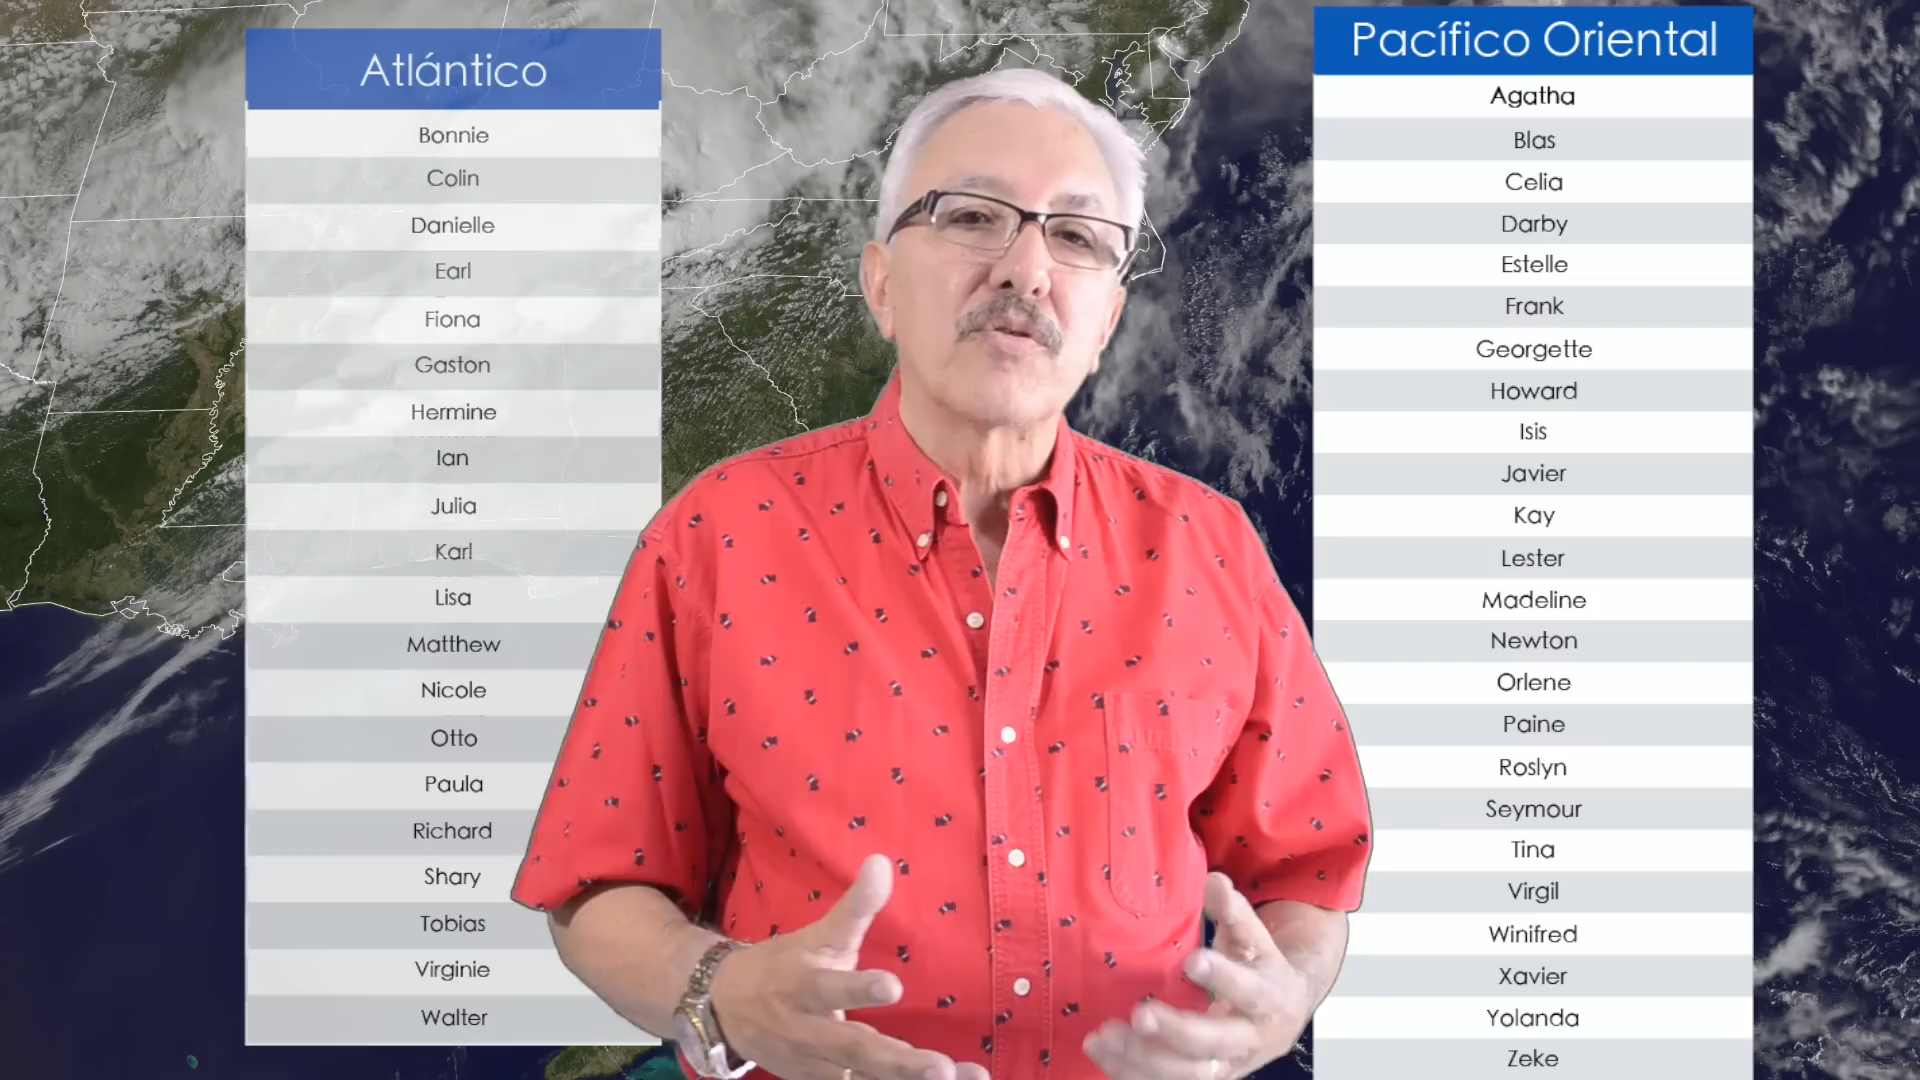 Atlántico
Bonnie
Colin
Danielle
Earl
Fiona
Gaston
Hermine
Ian
Julia
Karl
Lisa
Matthew
Nicole
Otto
Paula
Richard
Shary
Tobias
Virginie
Walter
Pacífico Oriental
Agatha
Blas
Celia
Darby
Estelle
Frank
Georgette
Howard
Isis
Javier
Kay
Lester
Madeline
Newton
Orlene
Paine
Roslyn
Seymour
Tina
Virgil
Winifred
Xavier
Yolanda
Zeke